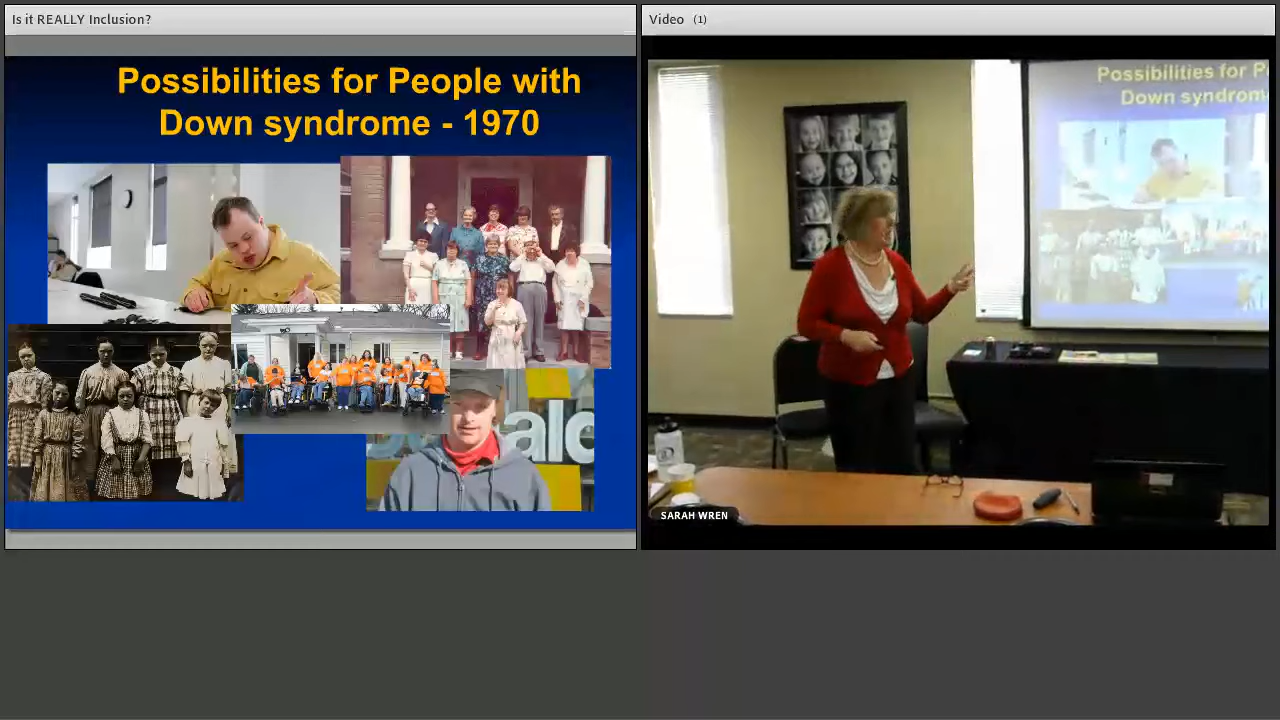 Is it REALLY Inclusion?
Video (1)
Possibilities for People with
Down syndrome - 1970
ald
Possibilities for P
Down syndrom
SARAH WREN